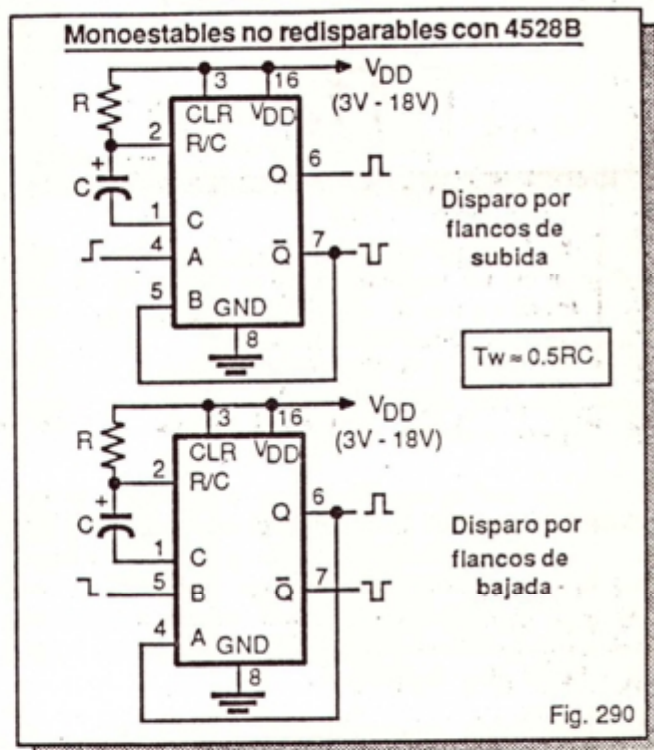 Monoestables no redisparables con 4528B
3 16 VDD
(3V - 18V)
R
CLR VDD
2 R/C
+
Q 6
C
1 C
4 A
Q̅ 7
5 B GND
8
Disparo por
flancos de
subida
Tw ≈ 0.5RC
3 16 VDD
(3V - 18V)
R
CLR VDD
2 R/C
+
Q 6
C
1 C
5 B
Q̅ 7
4 A GND
8
Disparo por
flancos de
bajada
Fig. 290